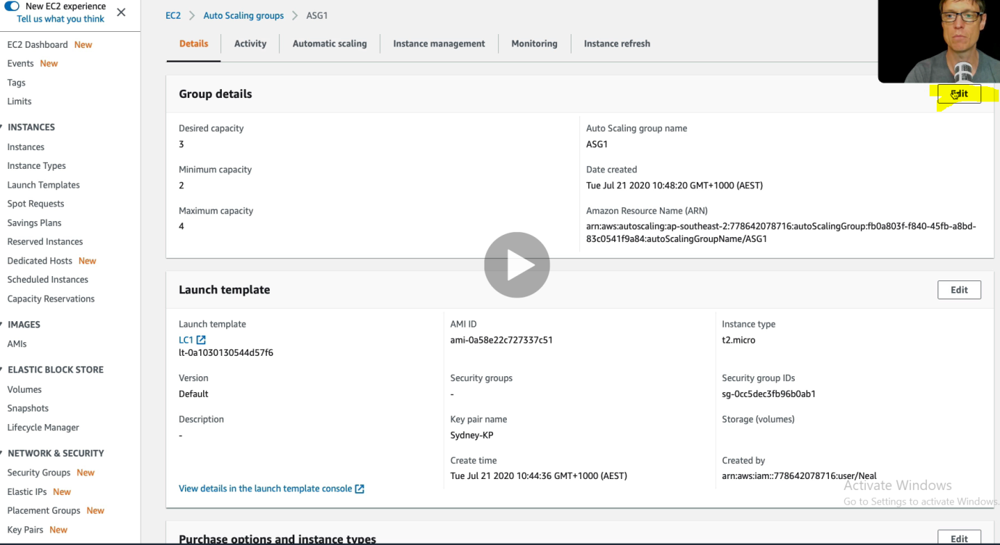 New EC2 experience
Tell us what you think
EC2 Dashboard New
Events New
Tags
Limits
INSTANCES
Instances
Instance Types
Launch Templates
Spot Requests
Savings Plans
Reserved Instances
Dedicated Hosts New
Scheduled Instances
Capacity Reservations
IMAGES
AMIs
ELASTIC BLOCK STORE
Volumes
Snapshots
Lifecycle Manager
NETWORK & SECURITY
Security Groups New
Elastic IPs New
Placement Groups New
Key Pairs New
EC2 > Auto Scaling groups > ASG1
Details
Activity
Automatic scaling
Instance management
Monitoring
Instance refresh
Group details
Edit
Desired capacity
3
Minimum capacity
2
Maximum capacity
4
Auto Scaling group name
ASG1
Date created
Tue Jul 21 2020 10:48:20 GMT+1000 (AEST)
Amazon Resource Name (ARN)
arn:aws:autoscaling:ap-southeast-2:778642078716:autoScalingGroup:fb0a803f-f840-45fb-a8bd-
83c0541f9a84:autoScalingGroupName/ASG1
Launch template
Edit
Launch template
LC1
lt-0a1030130544d57f6
Version
Default
Description
-
View details in the launch template console
AMI ID
ami-0a58e22c727337c51
Security groups
-
Key pair name
Sydney-KP
Create time
Tue Jul 21 2020 10:44:36 GMT+1000 (AEST)
Instance type
t2.micro
Security group IDs
sg-0cc5dec3fb96b0ab1
Storage (volumes)
Created by
arn:aws:iam::778642078716:user/Neal
Activate Windows
Go to Settings to activate Windows.
Purchase options and instance types
Edit